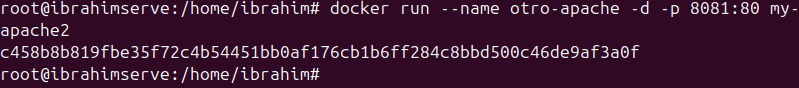 root@ibrahimserve:/home/ibrahim# docker run --name otro-apache -d -p 8081:80 my-
apache2
c458b8b819fbe35f72c4b54451bb0af176cb1b6ff284c8bbd500c46de9af3a0f
root@ibrahimserve:/home/ibrahim#